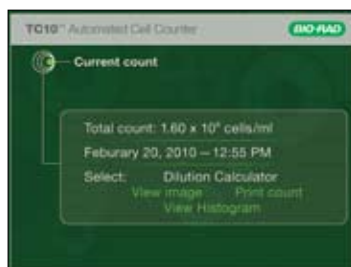 TC10™ Automated Cell Counter
BIO-RAD
Current count
Total count: 1.60 x 10⁶ cells/ml
Feburary 20, 2010 — 12:55 PM
Select: Dilution Calculator
View image Print count
View Histogram